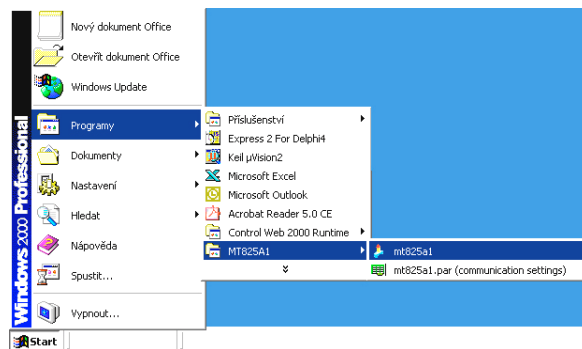 Nový dokument Office
Otevřít dokument Office
Windows Update
Programy
Dokumenty
Nastavení
Hledat
Nápověda
Spustit...
Vypnout...
Windows 2000 Professional
Start
Příslušenství
Express 2 For Delphi4
Keil µVision2
Microsoft Excel
Microsoft Outlook
Acrobat Reader 5.0 CE
Control Web 2000 Runtime
MT825A1
mt825a1
mt825a1.par (communication settings)